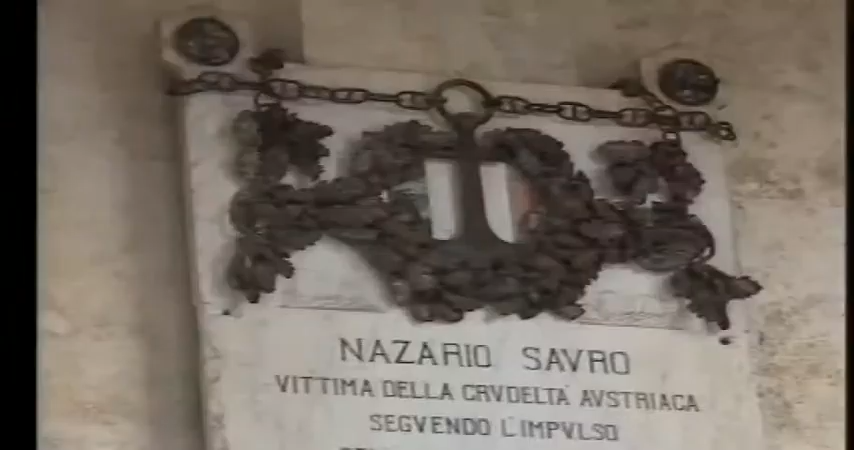 NAZARIO SAVRO
VITTIMA DELLA CRVDELTÀ AVSTRIACA
SEGVENDO L'IMPVLSO